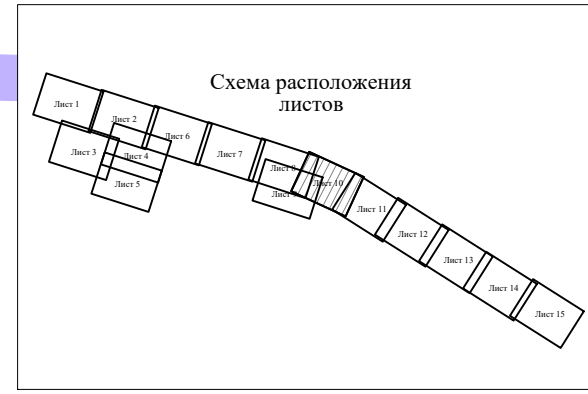 Схема расположения
листов
Лист 1
Лист 2
Лист 3
Лист 4
Лист 5
Лист 6
Лист 7
Лист 8
Лист 10
Лист 11
Лист 12
Лист 13
Лист 14
Лист 15